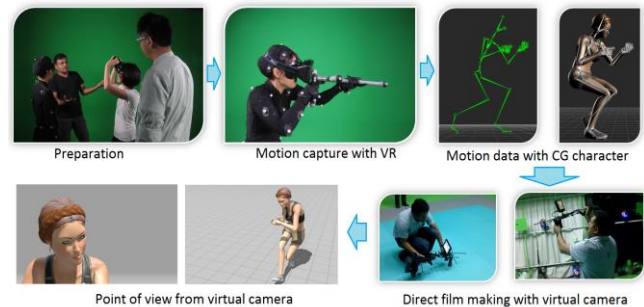 Preparation
Motion capture with VR
Motion data with CG character
Point of view from virtual camera
Direct film making with virtual camera